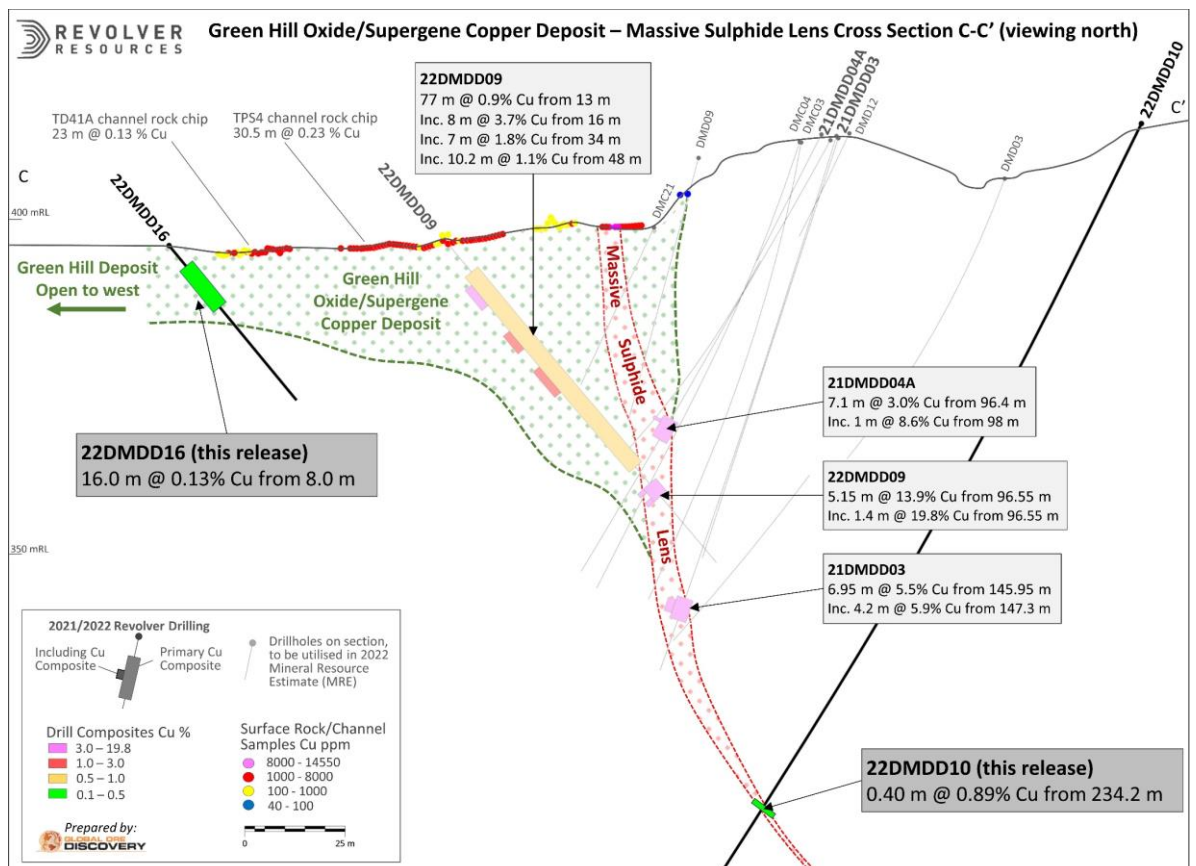 REVOLVER
RESOURCES
Green Hill Oxide/Supergene Copper Deposit – Massive Sulphide Lens Cross Section C-C' (viewing north)
22DMDD10
C'
22DMDD09
77 m @ 0.9% Cu from 13 m
Inc. 8 m @ 3.7% Cu from 16 m
Inc. 7 m @ 1.8% Cu from 34 m
Inc. 10.2 m @ 1.1% Cu from 48 m
TD41A channel rock chip
23 m @ 0.13 % Cu
TPS4 channel rock chip
30.5 m @ 0.23 % Cu
DMD09
DMC04
DMC03
21DMDD04A
21DMDD03
DMD12
DMD03
C
22DMDD16
22DMDD09
DMC21
400 mRL
Green Hill Deposit
Open to west
Green Hill
Oxide/Supergene
Copper Deposit
Massive
Sulphide
Lens
21DMDD04A
7.1 m @ 3.0% Cu from 96.4 m
Inc. 1 m @ 8.6% Cu from 98 m
22DMDD16 (this release)
16.0 m @ 0.13% Cu from 8.0 m
22DMDD09
5.15 m @ 13.9% Cu from 96.55 m
Inc. 1.4 m @ 19.8% Cu from 96.55 m
350 mRL
21DMDD03
6.95 m @ 5.5% Cu from 145.95 m
Inc. 4.2 m @ 5.9% Cu from 147.3 m
22DMDD10 (this release)
0.40 m @ 0.89% Cu from 234.2 m
2021/2022 Revolver Drilling
Including Cu
Composite
Primary Cu
Composite
Drillholes on section,
to be utilised in 2022
Mineral Resource
Estimate (MRE)
Drill Composites Cu %
3.0 – 19.8
1.0 – 3.0
0.5 – 1.0
0.1 – 0.5
Surface Rock/Channel
Samples Cu ppm
8000 - 14550
1000 - 8000
100 - 1000
40 - 100
Prepared by:
GLOBAL ORE
DISCOVERY
0
25 m